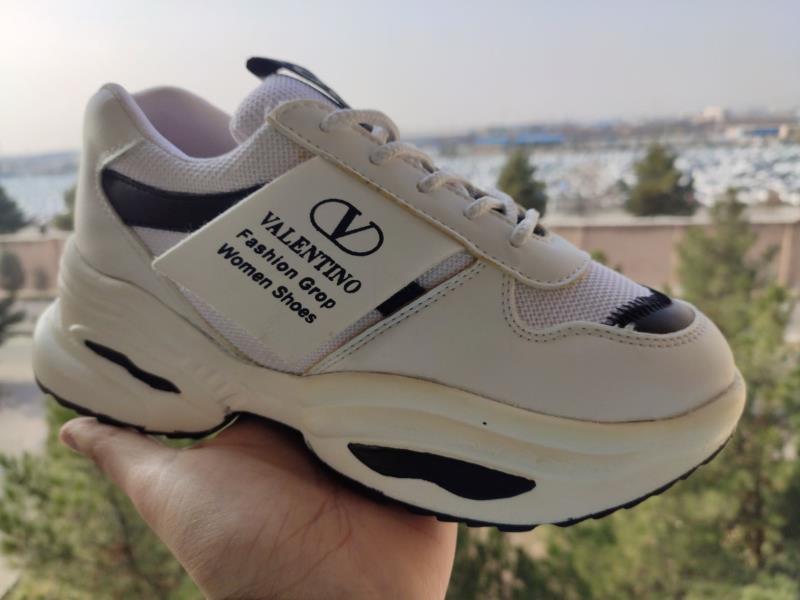 V
VALENTINO
Fashion Grop
Women Shoes